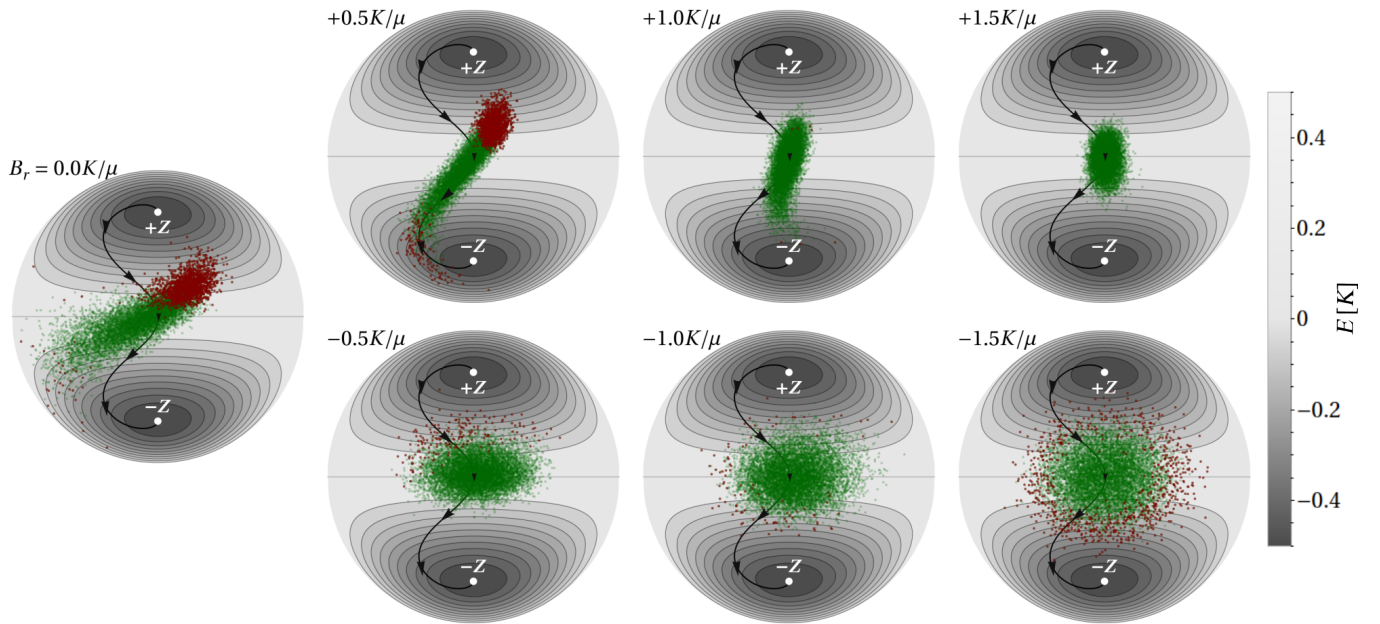 +0.5K/μ
+1.0K/μ
+1.5K/μ
+Z
+Z
+Z
-Z
-Z
-Z
B_r = 0.0K/μ
+Z
-Z
-0.5K/μ
-1.0K/μ
-1.5K/μ
+Z
+Z
+Z
-Z
-Z
-Z
0.4
0.2
0
-0.2
-0.4
E [K]